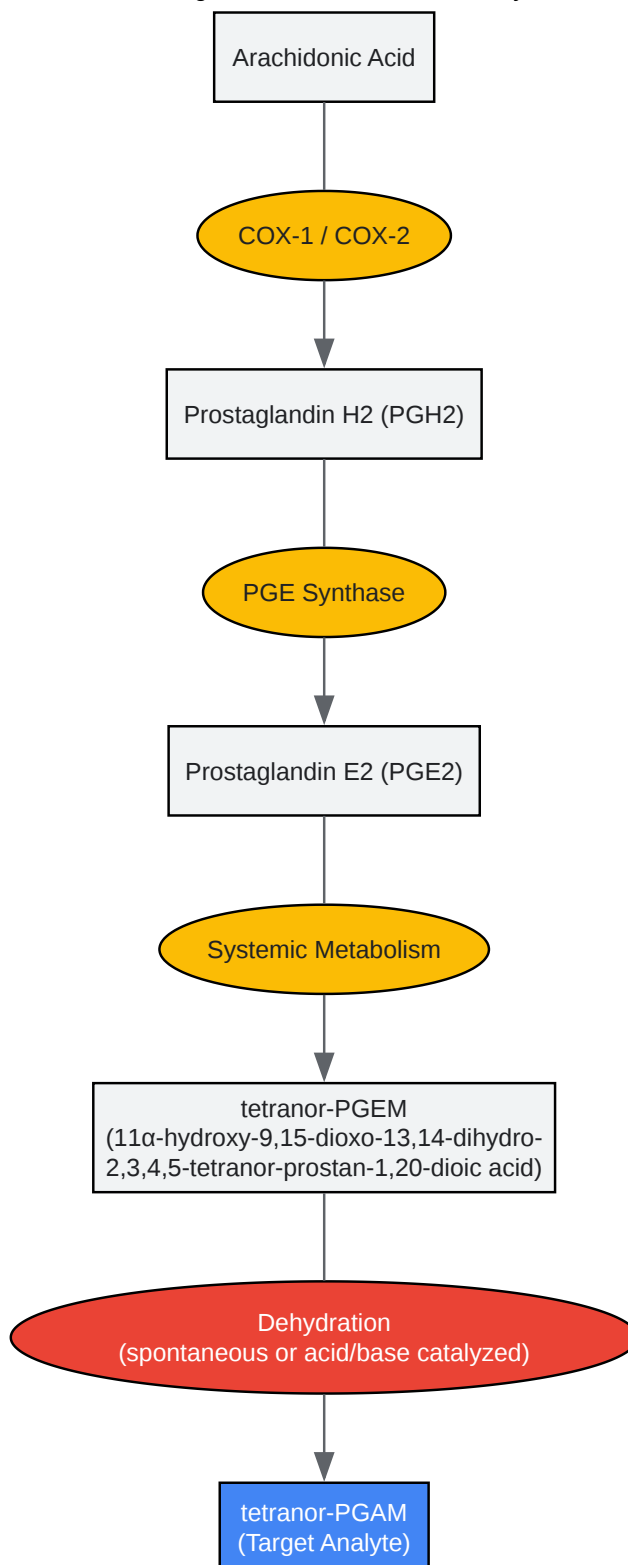 Arachidonic Acid
COX-1 / COX-2
Prostaglandin H2 (PGH2)
PGE Synthase
Prostaglandin E2 (PGE2)
Systemic Metabolism
tetranor-PGEM
(11α-hydroxy-9,15-dioxo-13,14-dihydro-
2,3,4,5-tetranor-prostan-1,20-dioic acid)
Dehydration
(spontaneous or acid/base catalyzed)
tetranor-PGAM
(Target Analyte)